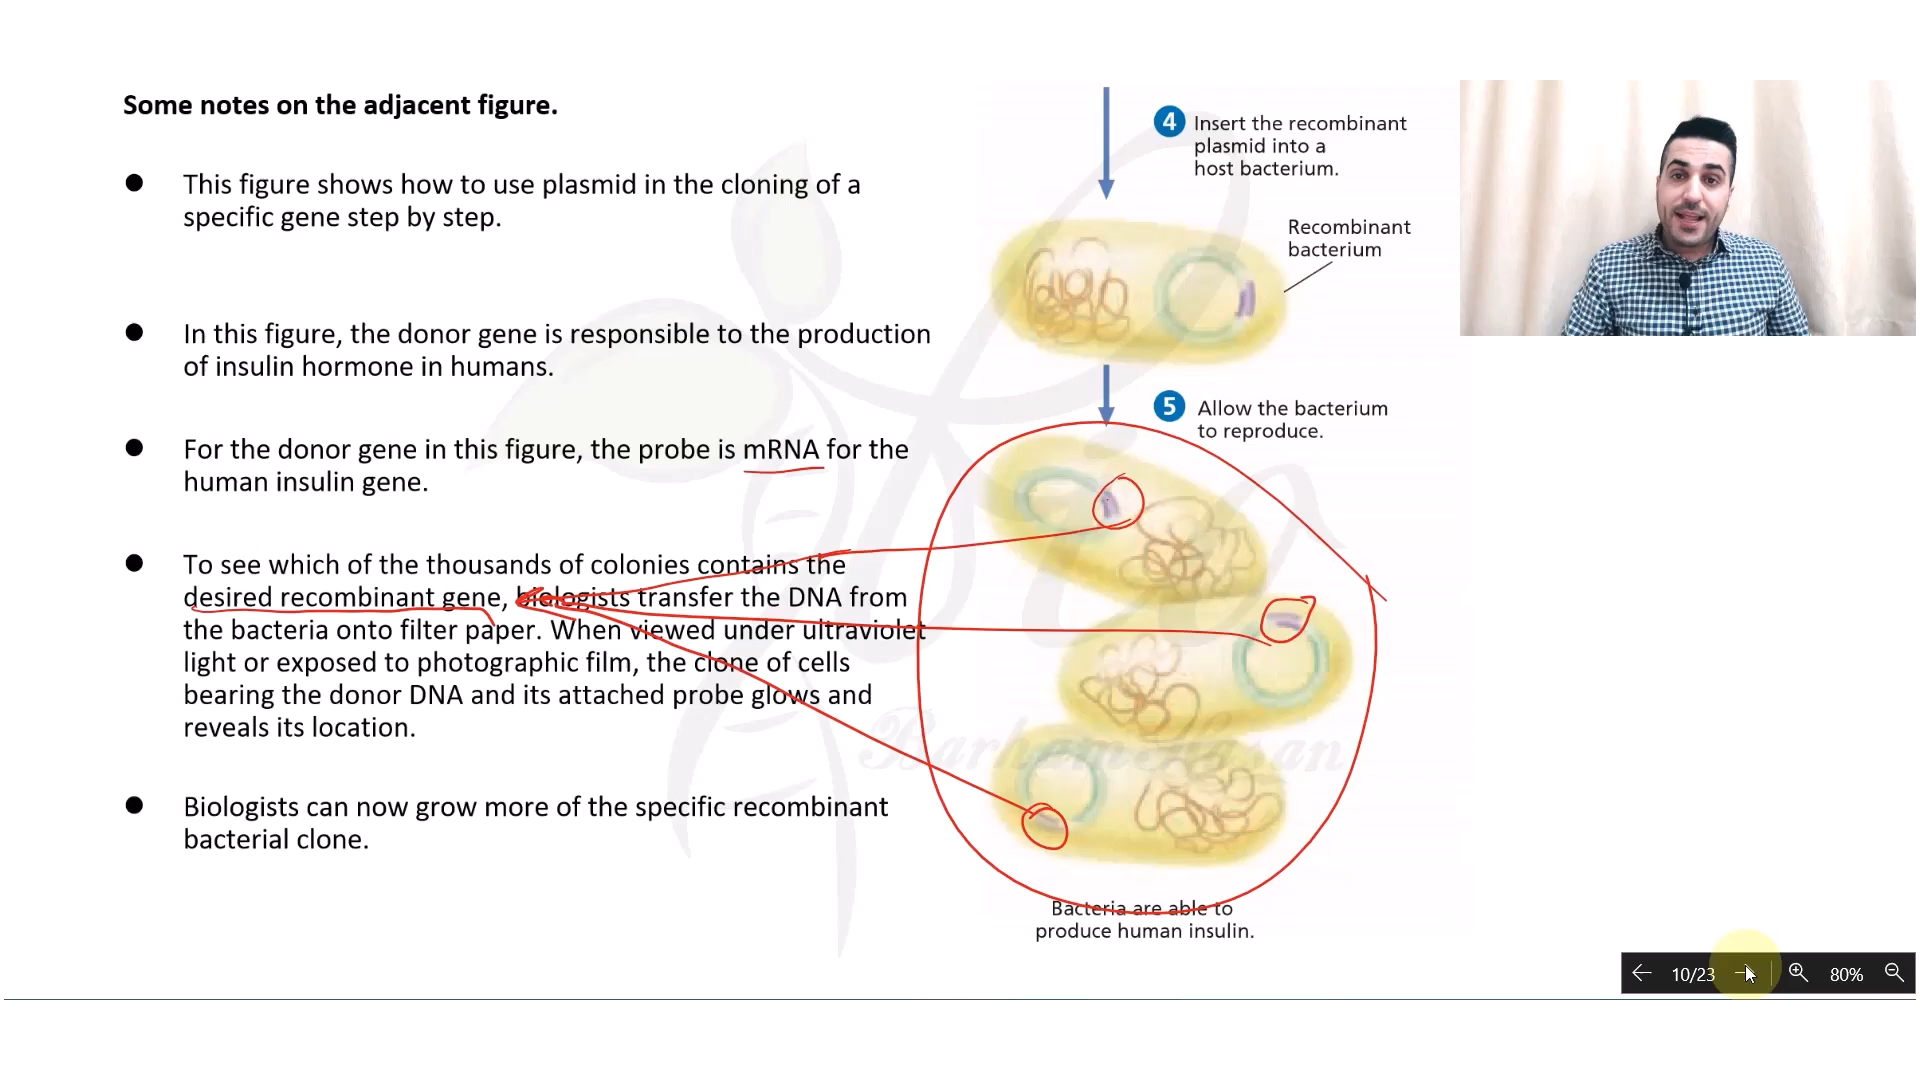 Some notes on the adjacent figure.
● This figure shows how to use plasmid in the cloning of a
specific gene step by step.
● In this figure, the donor gene is responsible to the production
of insulin hormone in humans.
● For the donor gene in this figure, the probe is mRNA for the
human insulin gene.
● To see which of the thousands of colonies contains the
desired recombinant gene, biologists transfer the DNA from
the bacteria onto filter paper. When viewed under ultraviolet
light or exposed to photographic film, the clone of cells
bearing the donor DNA and its attached probe glows and
reveals its location.
● Biologists can now grow more of the specific recombinant
bacterial clone.
4 Insert the recombinant
plasmid into a
host bacterium.
Recombinant
bacterium
5 Allow the bacterium
to reproduce.
Bacteria are able to
produce human insulin.
Bio
Barham Hasan
10/23
80%